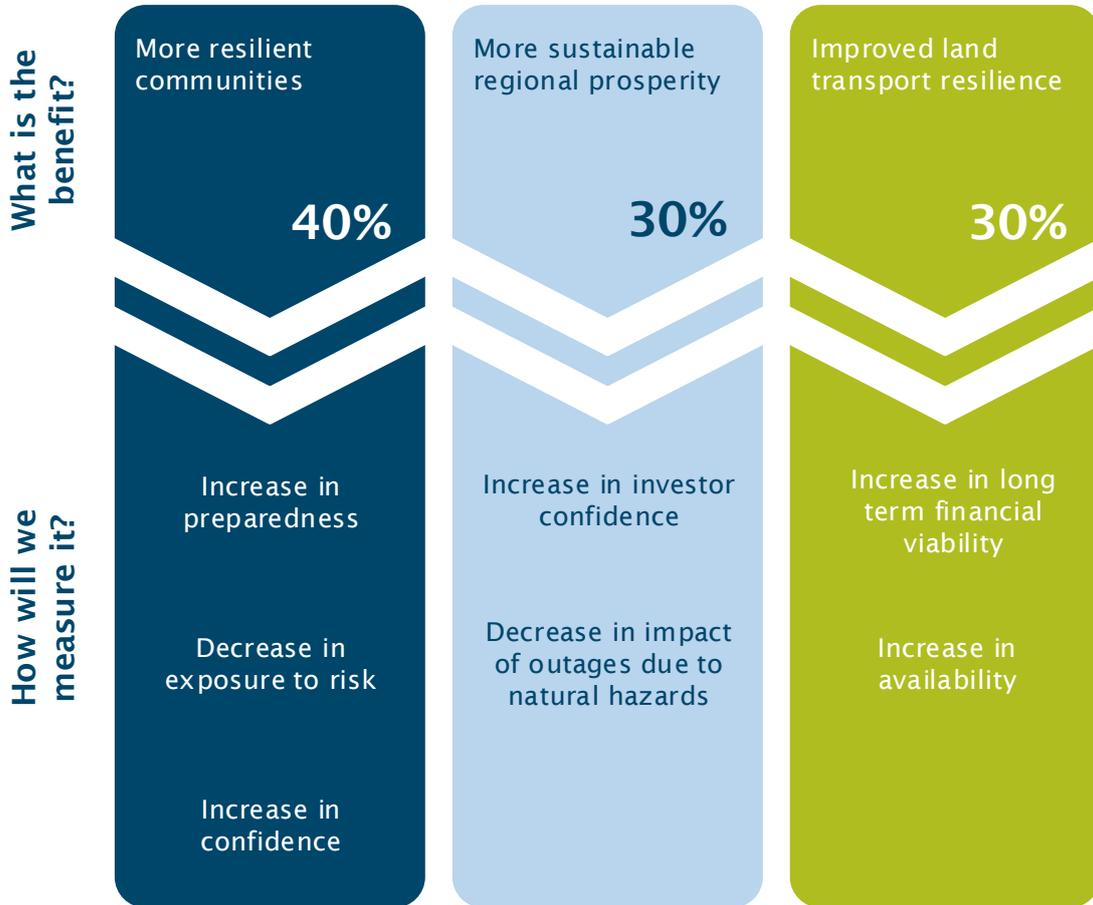 What is the
benefit?
More resilient
communities
40%
More sustainable
regional prosperity
30%
Improved land
transport resilience
30%
How will we
measure it?
Increase in
preparedness
Decrease in
exposure to risk
Increase in
confidence
Increase in investor
confidence
Decrease in impact
of outages due to
natural hazards
Increase in long
term financial
viability
Increase in
availability